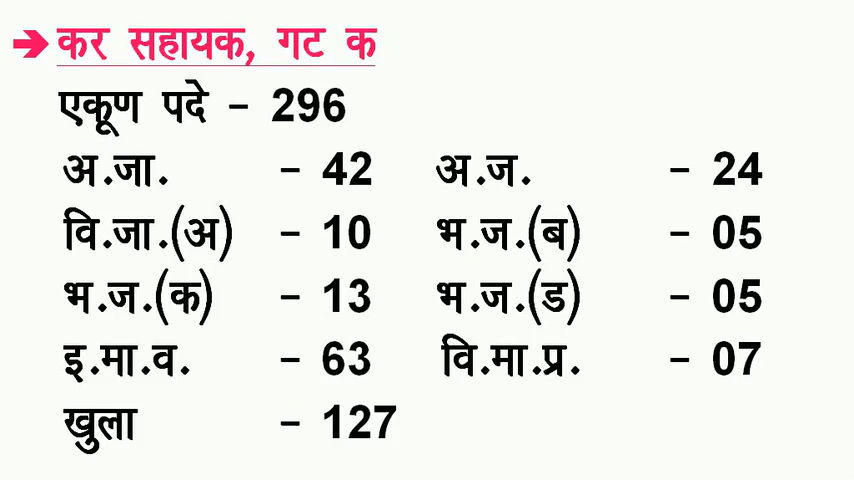 ➔ कर सहायक, गट क
एकूण पदे - 296
अ.जा. - 42 अ.ज. - 24
वि.जा.(अ) - 10 भ.ज.(ब) - 05
भ.ज.(क) - 13 भ.ज.(ड) - 05
इ.मा.व. - 63 वि.मा.प्र. - 07
खुला - 127